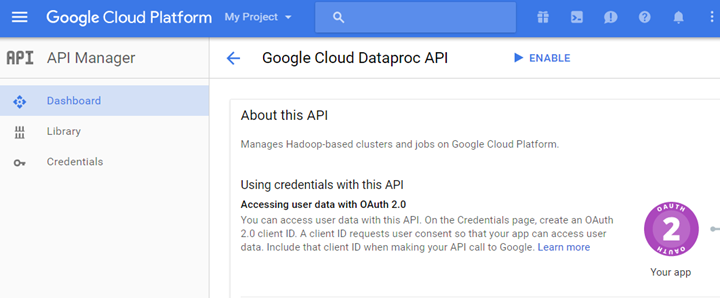 Google Cloud Platform My Project
API API Manager
Google Cloud Dataproc API ENABLE
Dashboard
Library
Credentials
About this API
Manages Hadoop-based clusters and jobs on Google Cloud Platform.
Using credentials with this API
Accessing user data with OAuth 2.0
You can access user data with this API. On the Credentials page, create an OAuth
2.0 client ID. A client ID requests user consent so that your app can access user
data. Include that client ID when making your API call to Google. Learn more
OAUTH
2
OAUTH
Your app